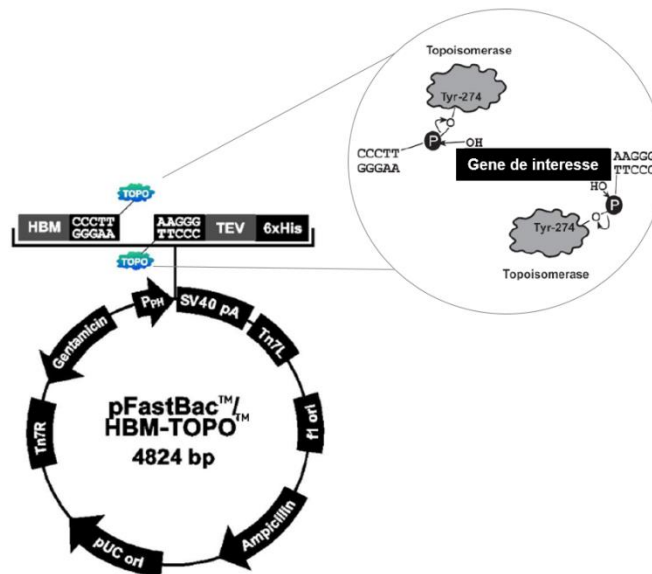 Topoisomerase
Tyr-274
O
P
OH
CCCTT
GGGAA
Gene de interesse
AAGGG
TTCCC
HO
P
O
Tyr-274
Topoisomerase
TOPO
HBM
CCCTT
GGGAA
AAGGG
TTCCC
TEV
6xHis
TOPO
PPH
SV40 pA
Gentamicin
Tn7L
pFastBac™/
HBM-TOPO™
4824 bp
Tn7R
f1 ori
pUC ori
Ampicillin